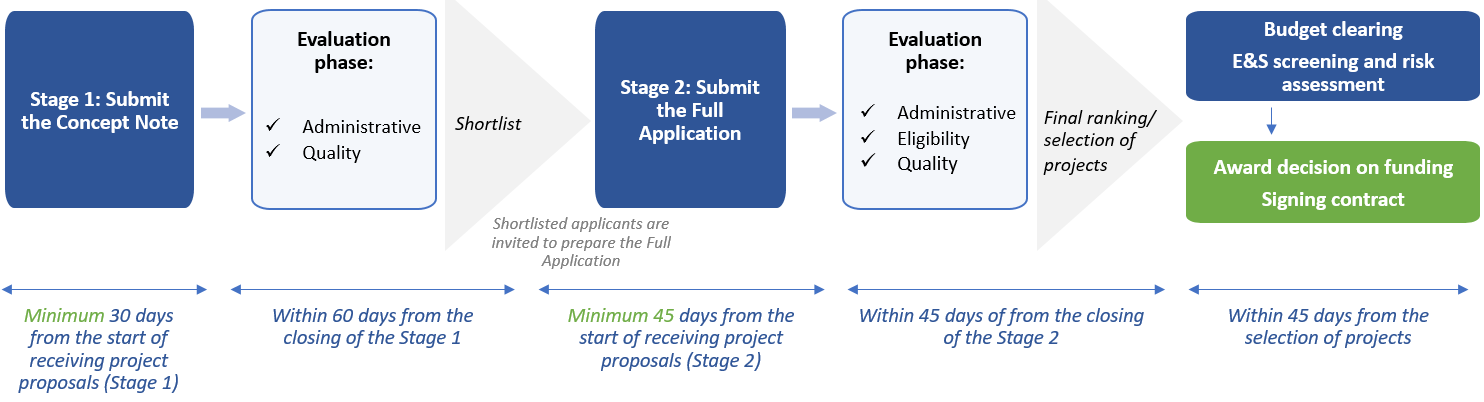 Stage 1: Submit
the Concept Note
Evaluation
phase:
✓ Administrative
✓ Quality
Shortlist
Shortlisted applicants are
invited to prepare the Full
Application
Stage 2: Submit
the Full
Application
Evaluation
phase:
✓ Administrative
✓ Eligibility
✓ Quality
Final ranking/
selection of
projects
Budget clearing
E&S screening and risk
assessment
Award decision on funding
Signing contract
Minimum 30 days
from the start of
receiving project
proposals (Stage 1)
Within 60 days from the
closing of the Stage 1
Minimum 45 days from the
start of receiving project
proposals (Stage 2)
Within 45 days of from the closing
of the Stage 2
Within 45 days from the
selection of projects